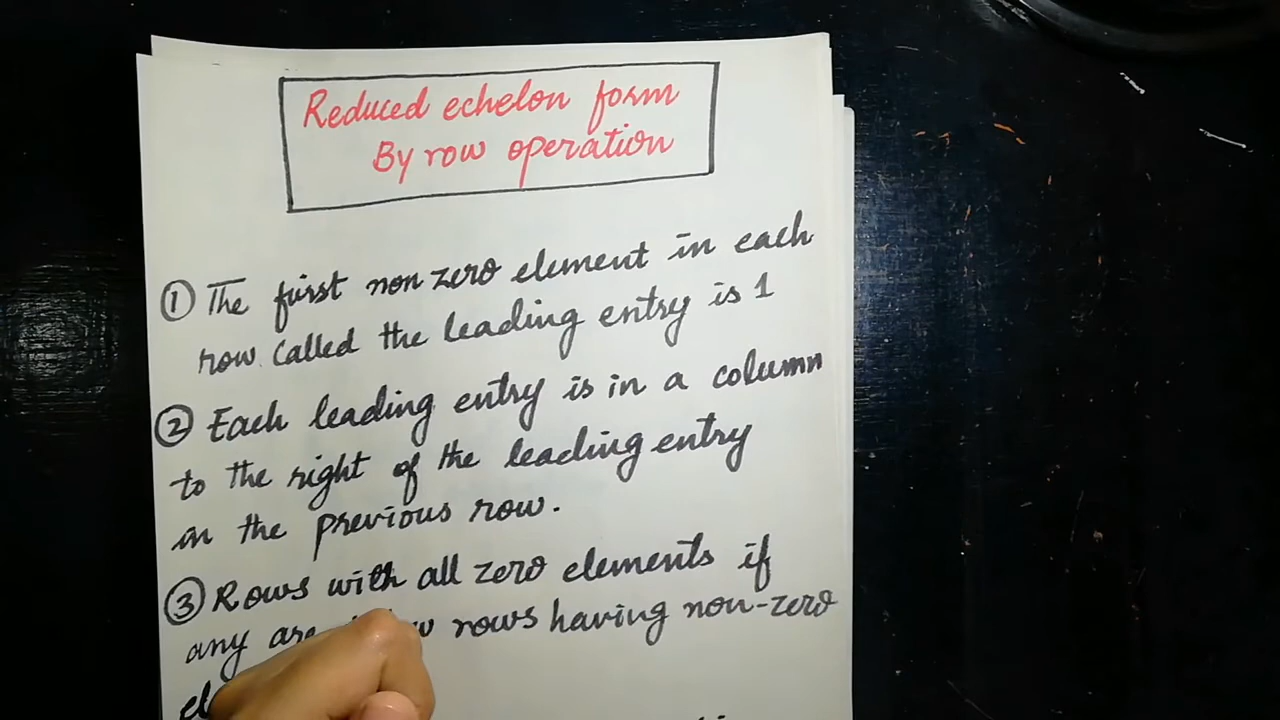 Reduced echelon form
By row operation
① The first non zero element in each
row called the leading entry is 1
② Each leading entry is in a column
to the right of the leading entry
in the previous row.
③ Rows with all zero elements if
any are rows having non-zero